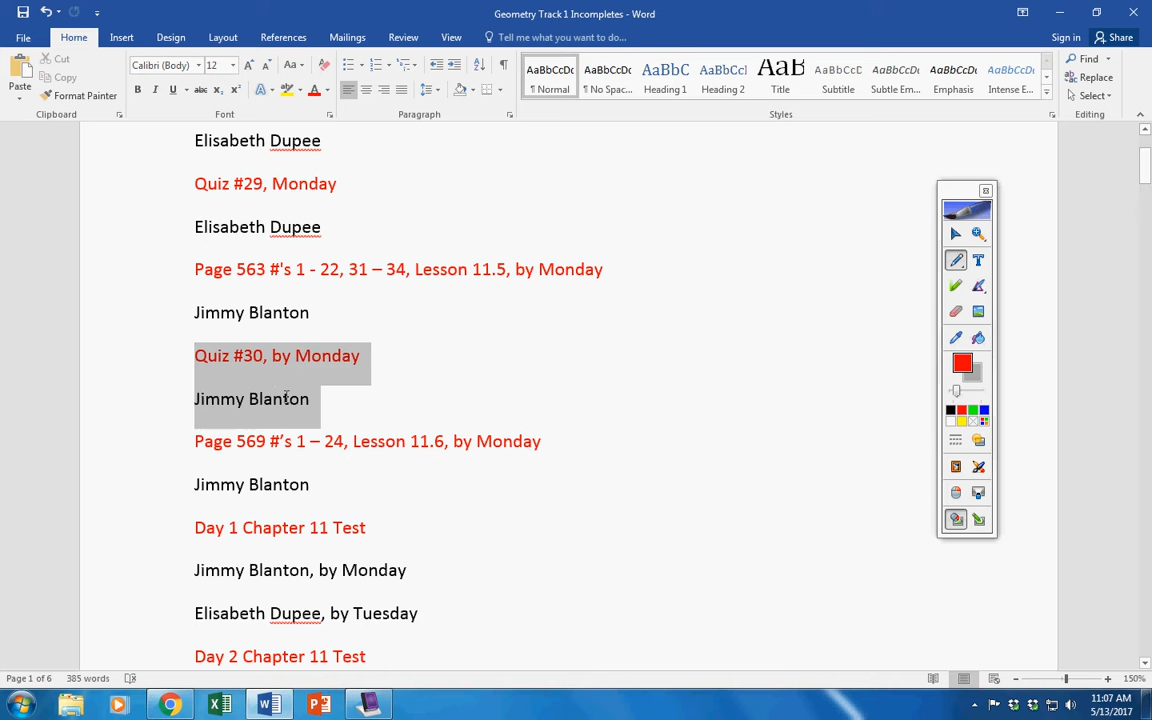 Geometry Track 1 Incompletes - Word
File Home Insert Design Layout References Mailings Review View Tell me what you want to do... Sign in Share
Cut
Copy
Format Painter
Paste
Calibri (Body) 12
AaBbCcDc AaBbCcDc AaBbC AaBbCcI AaB AaBbCcD AaBbCcDc AaBbCcDc AaBbCcDc
¶ Normal ¶ No Spac... Heading 1 Heading 2 Title Subtitle Subtle Em... Emphasis Intense E...
Find
Replace
Select
Clipboard Font Paragraph Styles Editing
Elisabeth Dupee
Quiz #29, Monday
Elisabeth Dupee
Page 563 #'s 1 - 22, 31 – 34, Lesson 11.5, by Monday
Jimmy Blanton
Quiz #30, by Monday
Jimmy Blanton
Page 569 #’s 1 – 24, Lesson 11.6, by Monday
Jimmy Blanton
Day 1 Chapter 11 Test
Jimmy Blanton, by Monday
Elisabeth Dupee, by Tuesday
Day 2 Chapter 11 Test
Page 1 of 6 385 words 150%
11:07 AM
5/13/2017